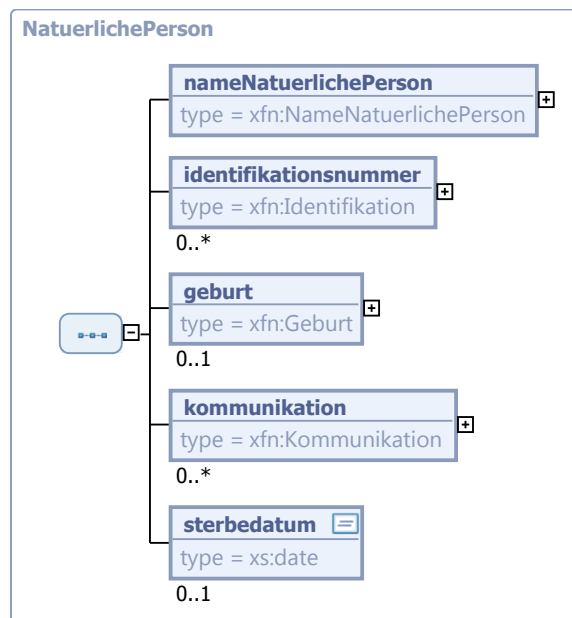 NatuerlichePerson
nameNatuerlichePerson
type = xfn:NameNatuerlichePerson
identifikationsnummer
type = xfn:Identifikation
0..*
geburt
type = xfn:Geburt
0..1
kommunikation
type = xfn:Kommunikation
0..*
sterbedatum
type = xs:date
0..1